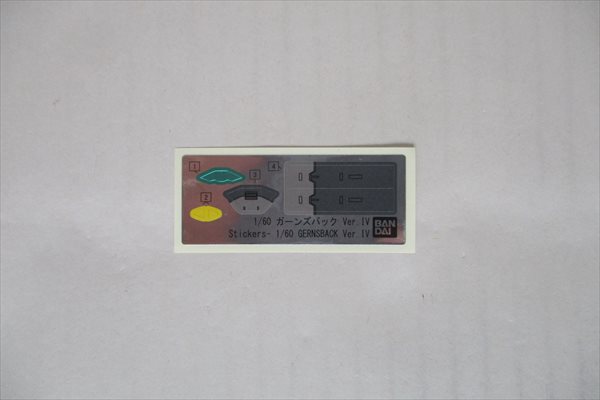 1
4
3
2
1/60 ガーンズバック Ver.IV
Stickers- 1/60 GERNSBACK Ver IV
BAN
DAI